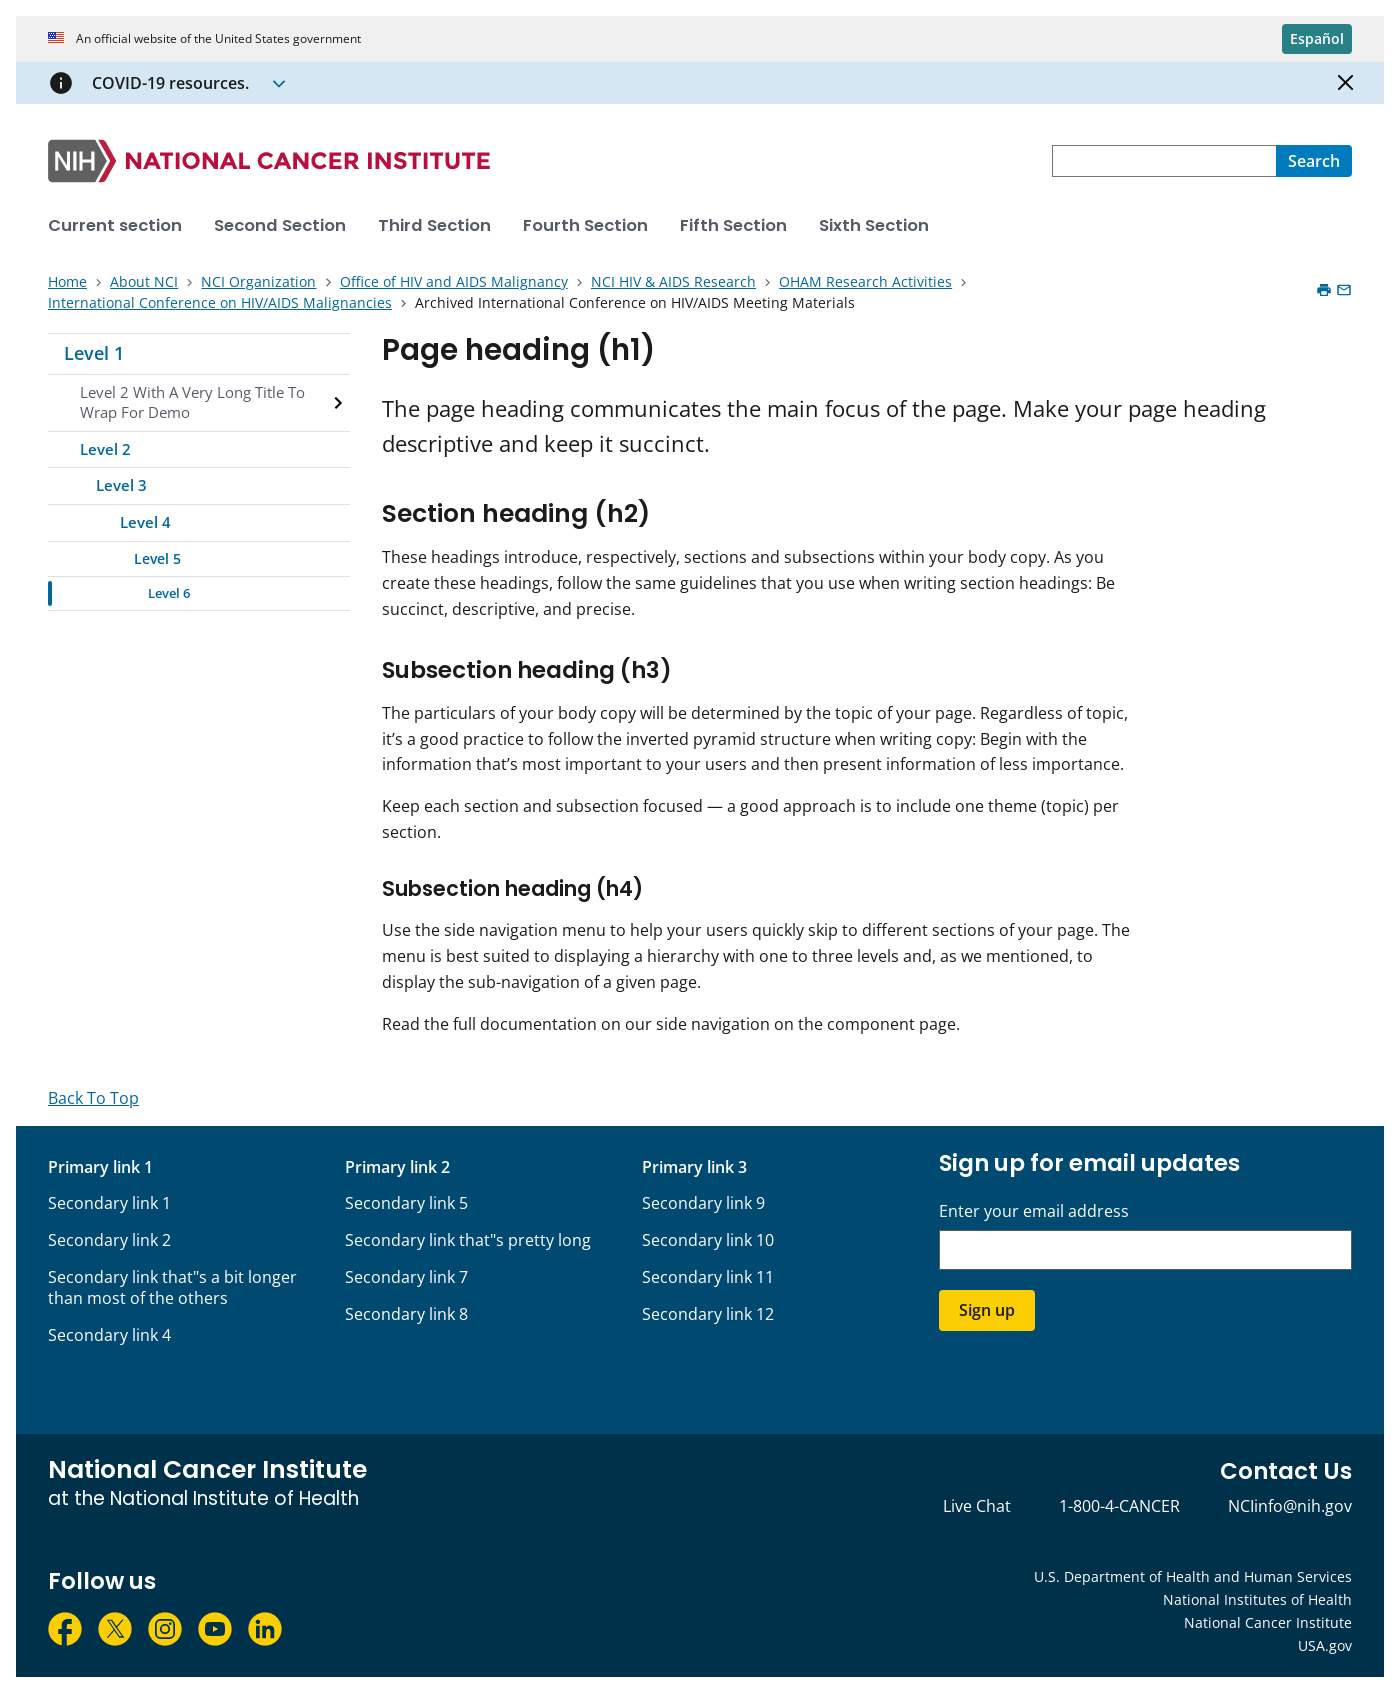 An official website of the United States government
Español
COVID-19 resources.
NIH NATIONAL CANCER INSTITUTE
Search
Current section Second Section Third Section Fourth Section Fifth Section Sixth Section
Home > About NCI > NCI Organization > Office of HIV and AIDS Malignancy > NCI HIV & AIDS Research > OHAM Research Activities >
International Conference on HIV/AIDS Malignancies > Archived International Conference on HIV/AIDS Meeting Materials
Level 1
Level 2 With A Very Long Title To
Wrap For Demo
Level 2
Level 3
Level 4
Level 5
Level 6
Page heading (h1)
The page heading communicates the main focus of the page. Make your page heading
descriptive and keep it succinct.
Section heading (h2)
These headings introduce, respectively, sections and subsections within your body copy. As you
create these headings, follow the same guidelines that you use when writing section headings: Be
succinct, descriptive, and precise.
Subsection heading (h3)
The particulars of your body copy will be determined by the topic of your page. Regardless of topic,
it’s a good practice to follow the inverted pyramid structure when writing copy: Begin with the
information that’s most important to your users and then present information of less importance.
Keep each section and subsection focused — a good approach is to include one theme (topic) per
section.
Subsection heading (h4)
Use the side navigation menu to help your users quickly skip to different sections of your page. The
menu is best suited to displaying a hierarchy with one to three levels and, as we mentioned, to
display the sub-navigation of a given page.
Read the full documentation on our side navigation on the component page.
Back To Top
Primary link 1
Secondary link 1
Secondary link 2
Secondary link that"s a bit longer
than most of the others
Secondary link 4
Primary link 2
Secondary link 5
Secondary link that"s pretty long
Secondary link 7
Secondary link 8
Primary link 3
Secondary link 9
Secondary link 10
Secondary link 11
Secondary link 12
Sign up for email updates
Enter your email address
Sign up
National Cancer Institute
at the National Institute of Health
Contact Us
Live Chat 1-800-4-CANCER NCIinfo@nih.gov
Follow us
U.S. Department of Health and Human Services
National Institutes of Health
National Cancer Institute
USA.gov